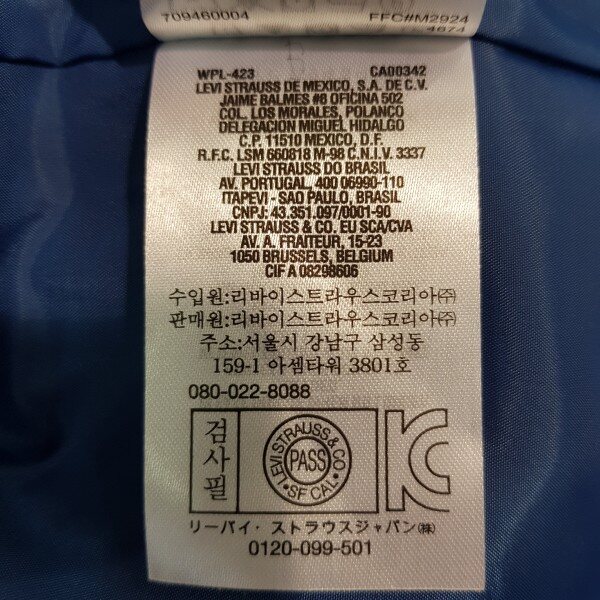 709460004 FFC#M2924
4674
WPL-423 CA00342
LEVI STRAUSS DE MEXICO, S.A. DE C.V.
JAIME BALMES #8 OFICINA 502
COL. LOS MORALES, POLANCO
DELEGACION MIGUEL HIDALGO
C.P. 11510 MEXICO, D.F.
R.F.C. LSM 660818 M-98 C.N.I.V. 3337
LEVI STRAUSS DO BRASIL
AV. PORTUGAL, 400 06990-110
ITAPEVI - SAO PAULO, BRASIL
CNPJ: 43.351.097/0001-90
LEVI STRAUSS & CO. EU SCA/CVA
AV. A. FRAITEUR, 15-23
1050 BRUSSELS, BELGIUM
CIF A 08298606
수입원:리바이스트라우스코리아㈜
판매원:리바이스트라우스코리아㈜
주소:서울시 강남구 삼성동
159-1 아셈타워 3801호
080-022-8088
검사필
LEVI STRAUSS & CO.
PASS
• SF CAL •
KC
リーバイ・ストラウスジャパン㈱
0120-099-501